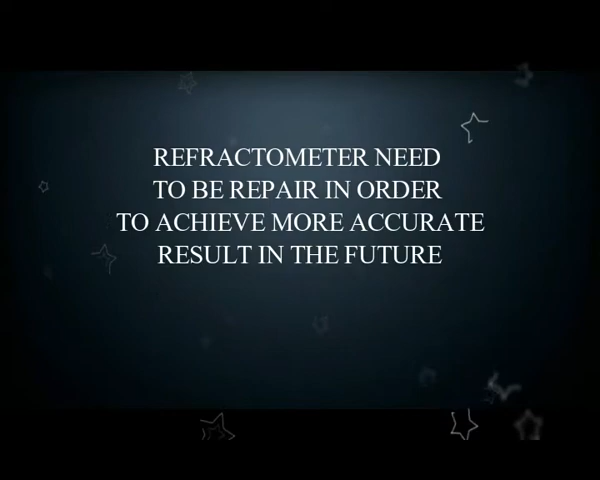 REFRACTOMETER NEED
TO BE REPAIR IN ORDER
TO ACHIEVE MORE ACCURATE
RESULT IN THE FUTURE